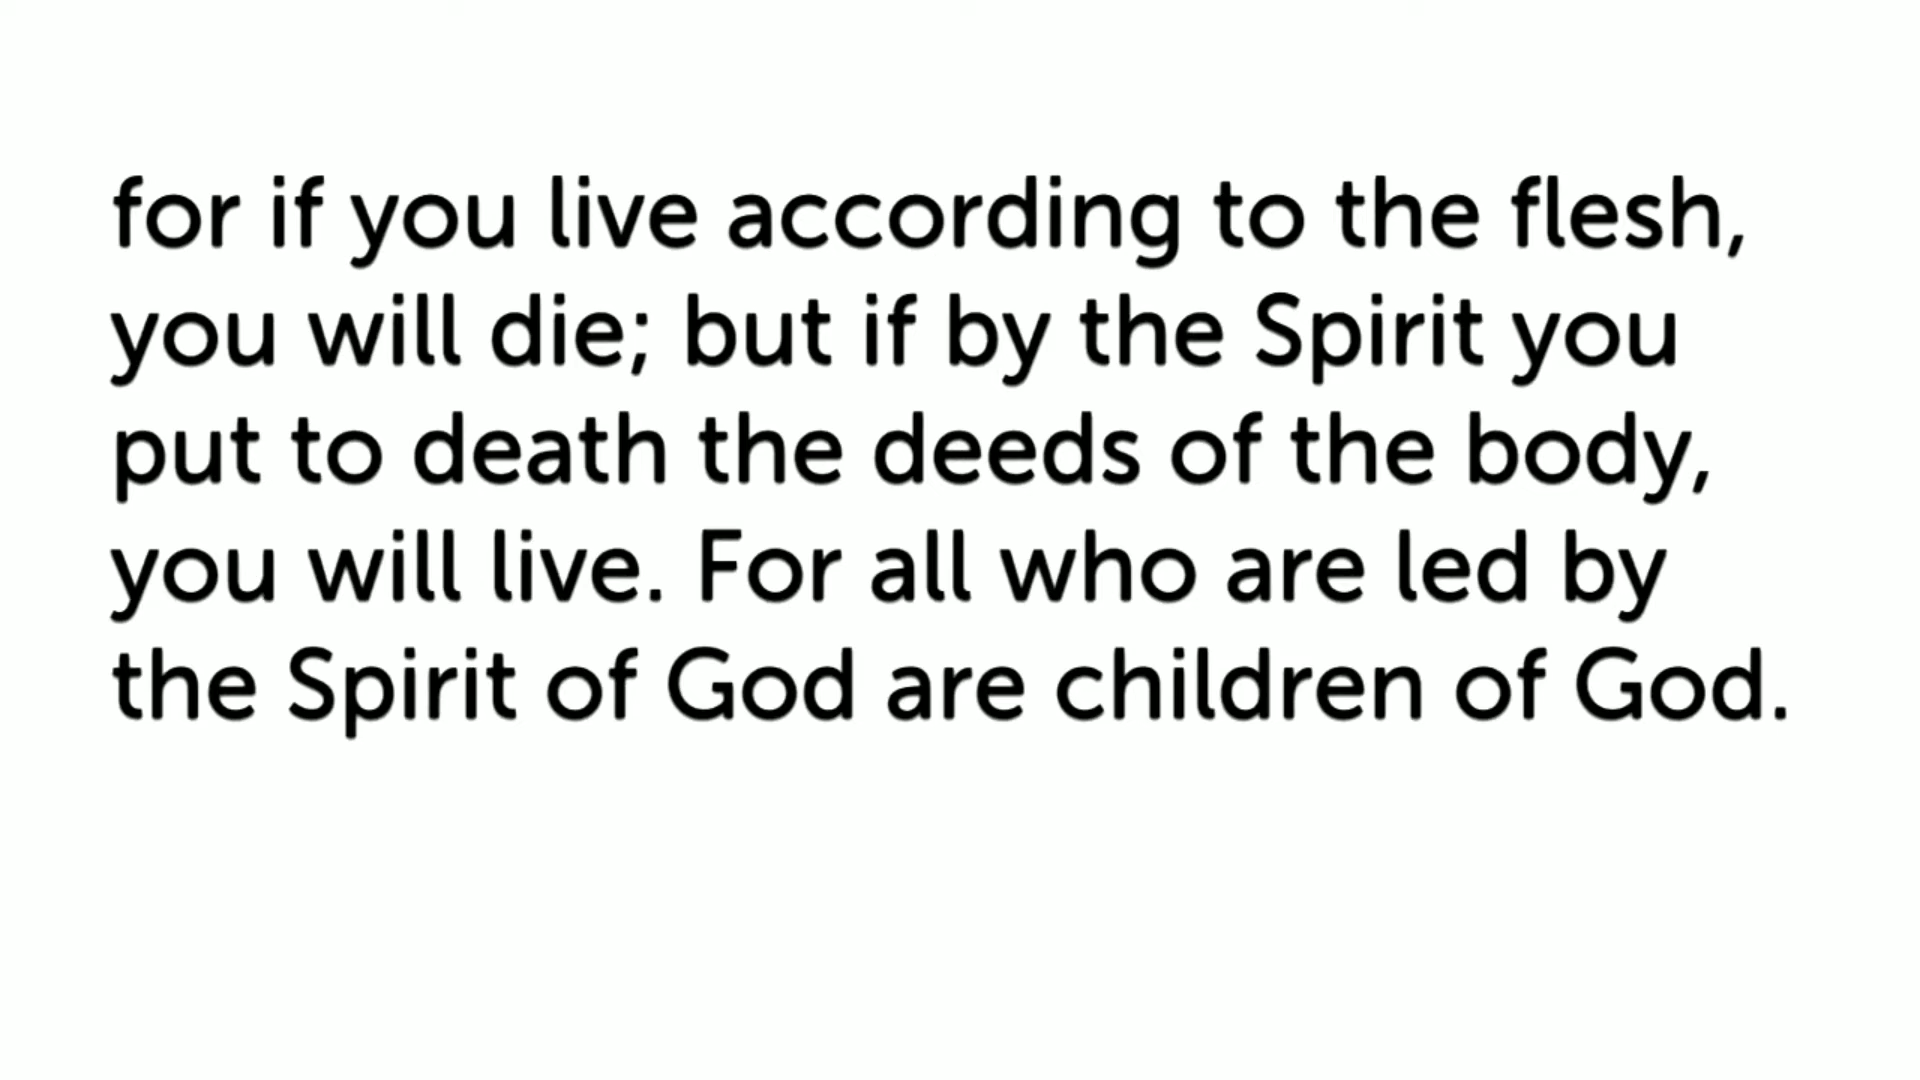 for if you live according to the flesh,
you will die; but if by the Spirit you
put to death the deeds of the body,
you will live. For all who are led by
the Spirit of God are children of God.